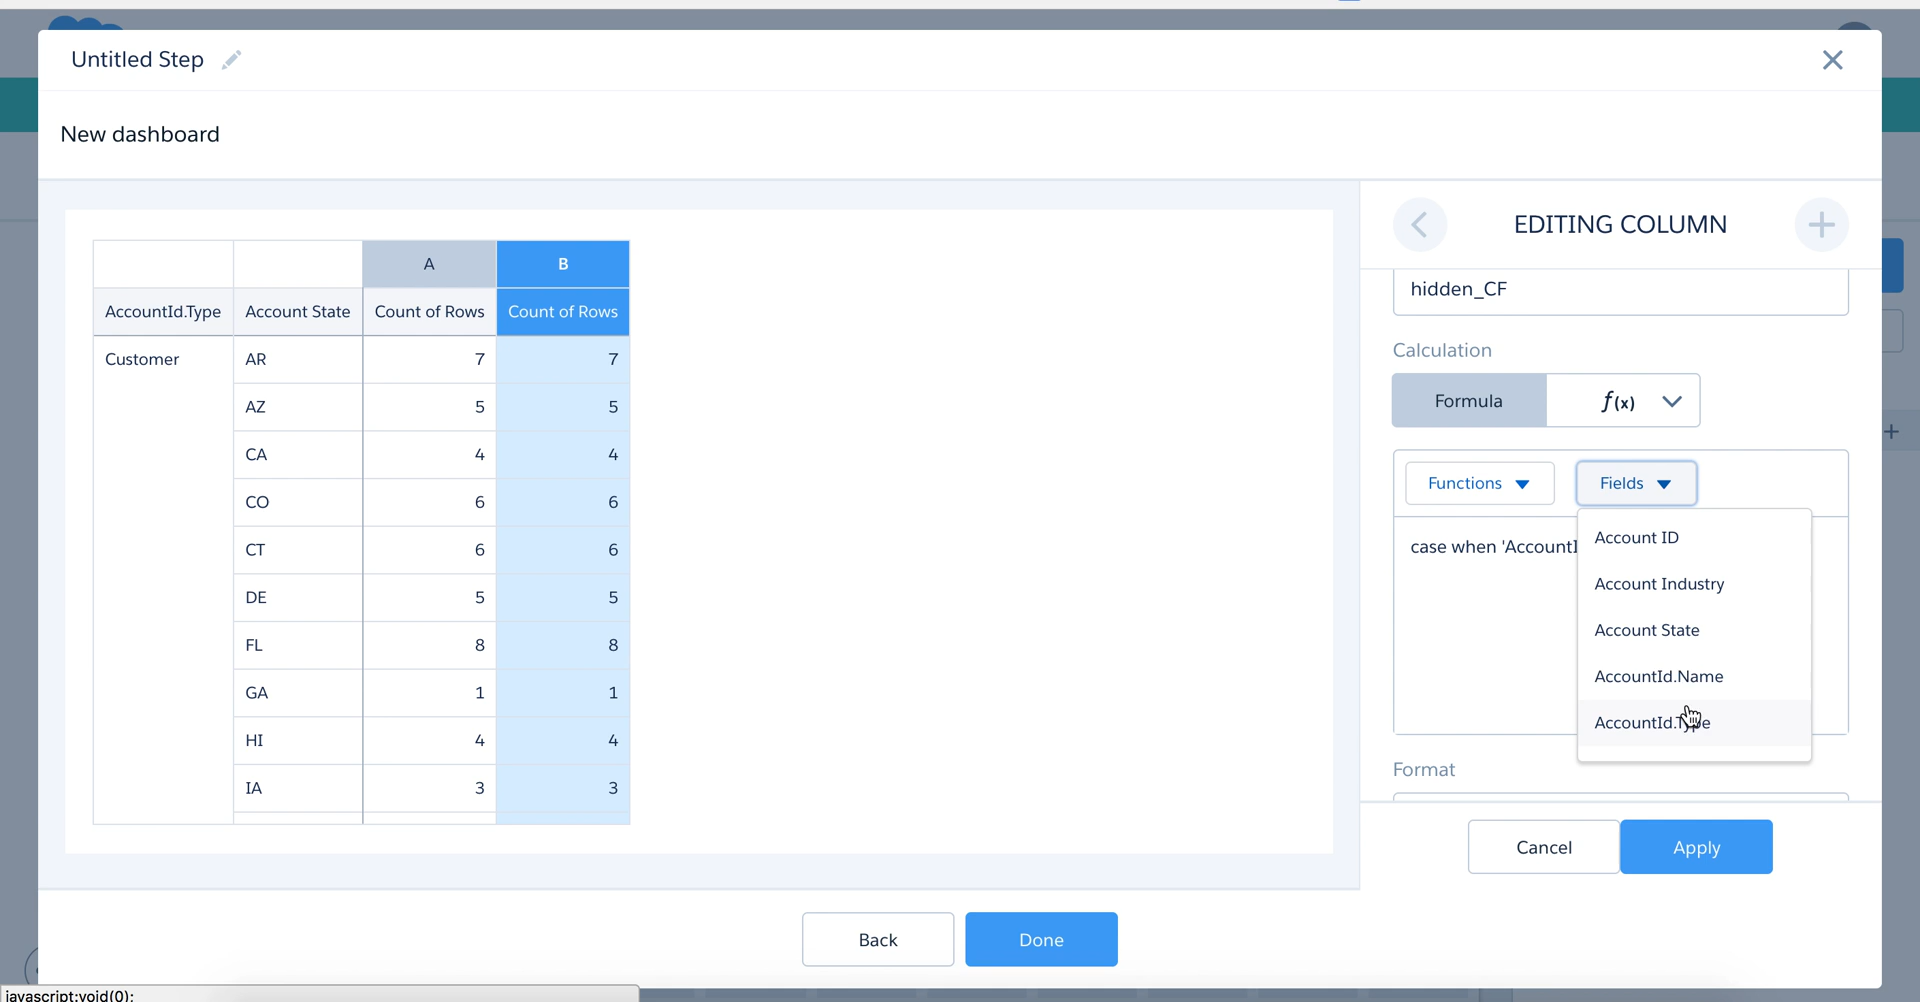 Untitled Step
New dashboard
A B
AccountId.Type Account State Count of Rows Count of Rows
Customer AR 7 7
AZ 5 5
CA 4 4
CO 6 6
CT 6 6
DE 5 5
FL 8 8
GA 1 1
HI 4 4
IA 3 3
EDITING COLUMN
hidden_CF
Calculation
Formula f(x)
Functions Fields
case when 'AccountI
Account ID
Account Industry
Account State
AccountId.Name
AccountId.Type
Format
Cancel Apply
Back Done
javascript:void(0);